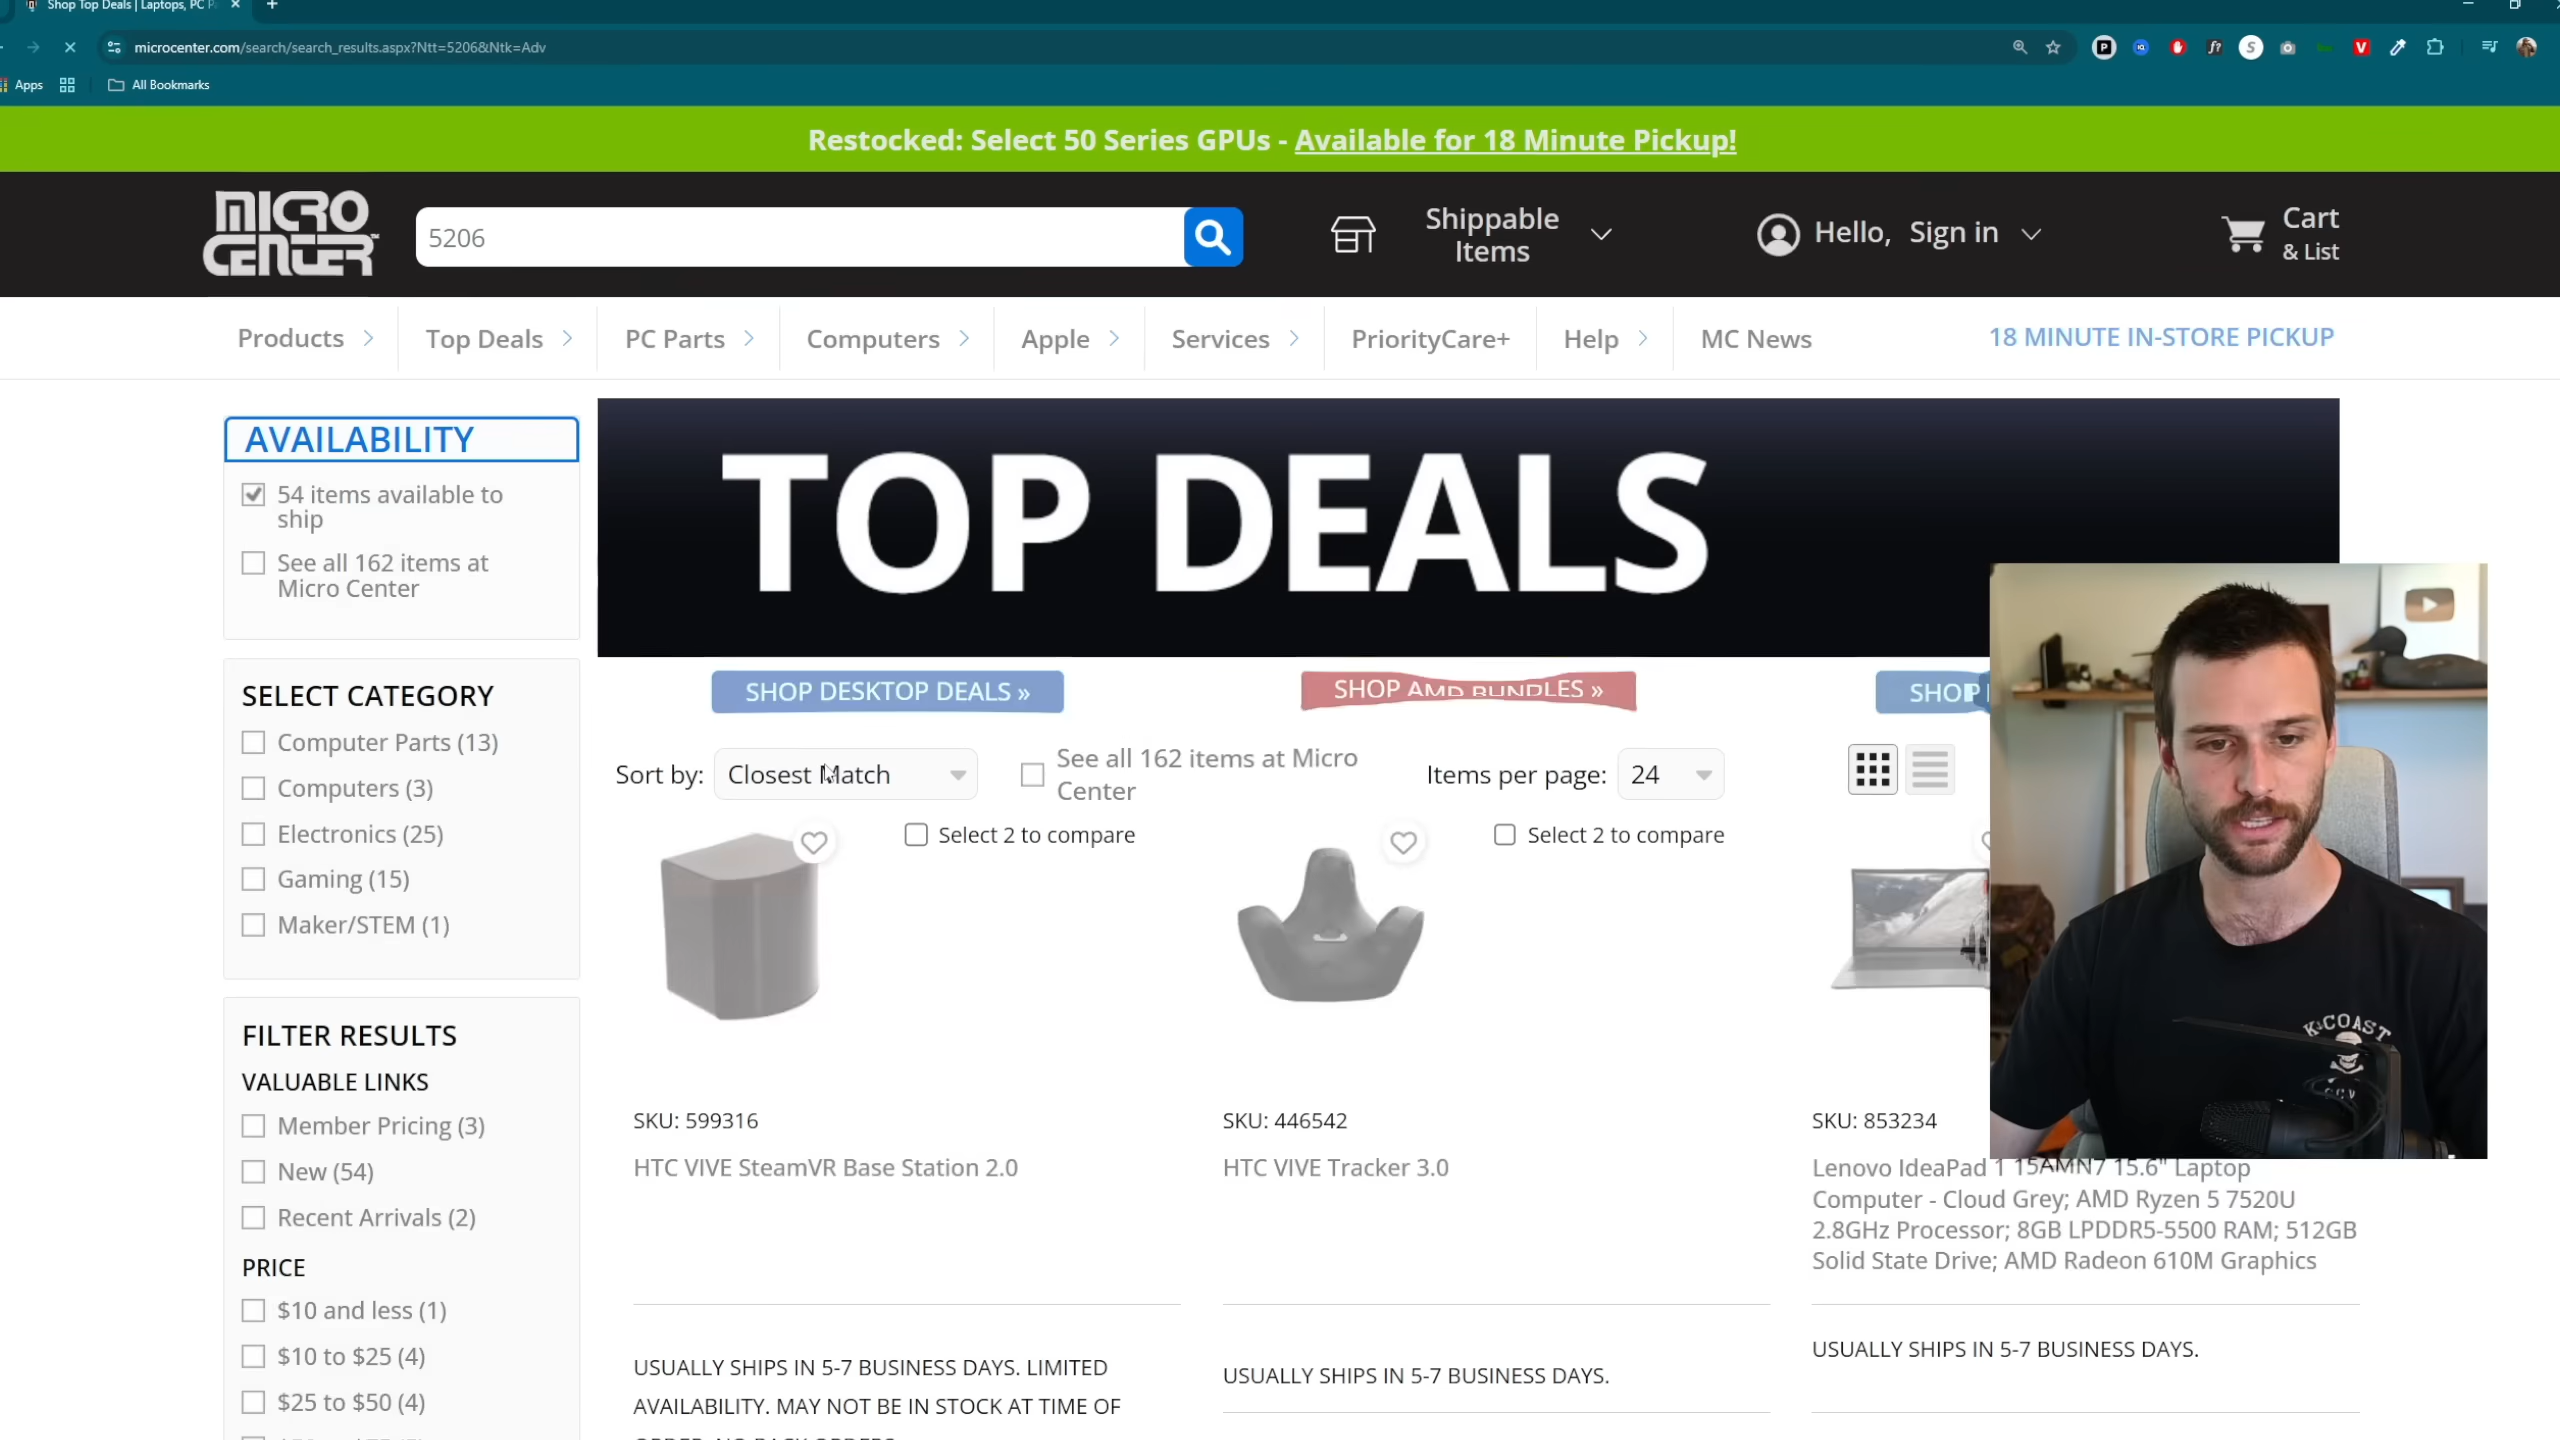 Shop Top Deals | Laptops, PC P
microcenter.com/search/search_results.aspx?Ntt=5206&Ntk=Adv
Apps
All Bookmarks
Restocked: Select 50 Series GPUs - Available for 18 Minute Pickup!
MICRO CENTER
5206
Shippable Items
Hello, Sign in
Cart & List
Products
Top Deals
PC Parts
Computers
Apple
Services
PriorityCare+
Help
MC News
18 MINUTE IN-STORE PICKUP
AVAILABILITY
54 items available to
ship
See all 162 items at
Micro Center
SELECT CATEGORY
Computer Parts (13)
Computers (3)
Electronics (25)
Gaming (15)
Maker/STEM (1)
FILTER RESULTS
VALUABLE LINKS
Member Pricing (3)
New (54)
Recent Arrivals (2)
PRICE
$10 and less (1)
$10 to $25 (4)
$25 to $50 (4)
TOP DEALS
SHOP DESKTOP DEALS »
SHOP AMD BUNDLES »
SHOP
Sort by: Closest Match
See all 162 items at Micro
Center
Items per page: 24
Select 2 to compare
Select 2 to compare
SKU: 599316
HTC VIVE SteamVR Base Station 2.0
USUALLY SHIPS IN 5-7 BUSINESS DAYS. LIMITED
AVAILABILITY. MAY NOT BE IN STOCK AT TIME OF
SKU: 446542
HTC VIVE Tracker 3.0
USUALLY SHIPS IN 5-7 BUSINESS DAYS.
SKU: 853234
Lenovo IdeaPad 1 15AMN7 15.6" Laptop
Computer - Cloud Grey; AMD Ryzen 5 7520U
2.8GHz Processor; 8GB LPDDR5-5500 RAM; 512GB
Solid State Drive; AMD Radeon 610M Graphics
USUALLY SHIPS IN 5-7 BUSINESS DAYS.